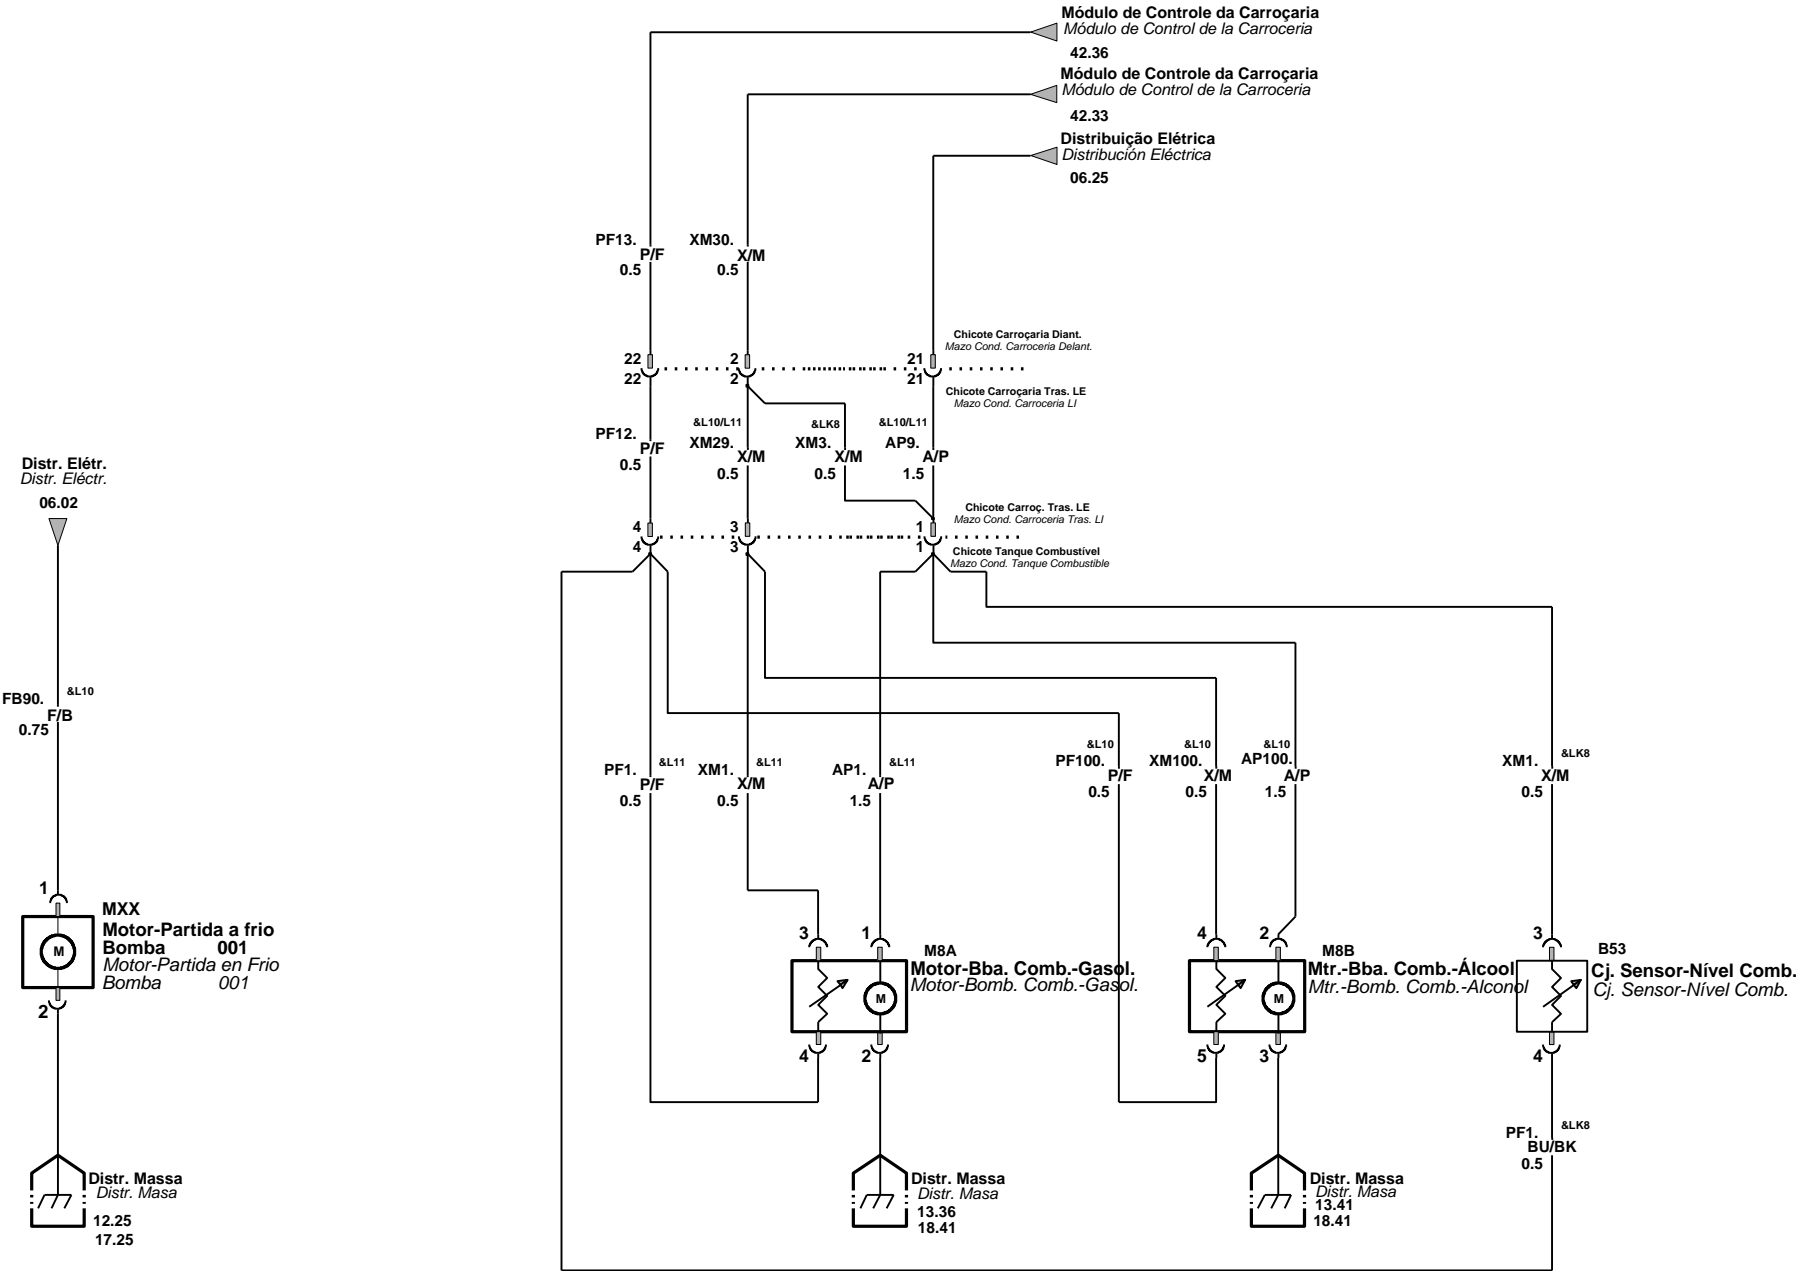 Módulo de Controle da Carroçaria
Módulo de Control de la Carroceria
42.36
Módulo de Controle da Carroçaria
Módulo de Control de la Carroceria
42.33
Distribuição Elétrica
Distribución Eléctrica
06.25
PF13.
P/F
0.5
XM30.
X/M
0.5
Chicote Carroçaria Diant.
Mazo Cond. Carroceria Delant.
22
2
21
22
2
21
Chicote Carroçaria Tras. LE
Mazo Cond. Carroceria LI
PF12.
P/F
0.5
&L10/L11
XM29.
X/M
0.5
&LK8
XM3.
X/M
0.5
&L10/L11
AP9.
A/P
1.5
Chicote Carroç. Tras. LE
Mazo Cond. Carroceria Tras. LI
4
3
1
4
3
1
Chicote Tanque Combustível
Mazo Cond. Tanque Combustible
Distr. Elétr.
Distr. Eléctr.
06.02
FB90.
&L10
F/B
0.75
PF1.
&L11
P/F
0.5
XM1.
&L11
X/M
0.5
AP1.
&L11
A/P
1.5
&L10
PF100.
P/F
0.5
&L10
XM100.
X/M
0.5
&L10
AP100.
A/P
1.5
XM1.
&LK8
X/M
0.5
1
MXX
Motor-Partida a frio
Bomba 001
Motor-Partida en Frio
Bomba 001
M
2
3
1
M8A
Motor-Bba. Comb.-Gasol.
Motor-Bomb. Comb.-Gasol.
M
4
2
4
2
M8B
Mtr.-Bba. Comb.-Álcool
Mtr.-Bomb. Comb.-Alconol
M
5
3
3
B53
Cj. Sensor-Nível Comb.
Cj. Sensor-Nível Comb.
4
PF1.
&LK8
BU/BK
0.5
Distr. Massa
Distr. Masa
12.25
17.25
Distr. Massa
Distr. Masa
13.36
18.41
Distr. Massa
Distr. Masa
13.41
18.41